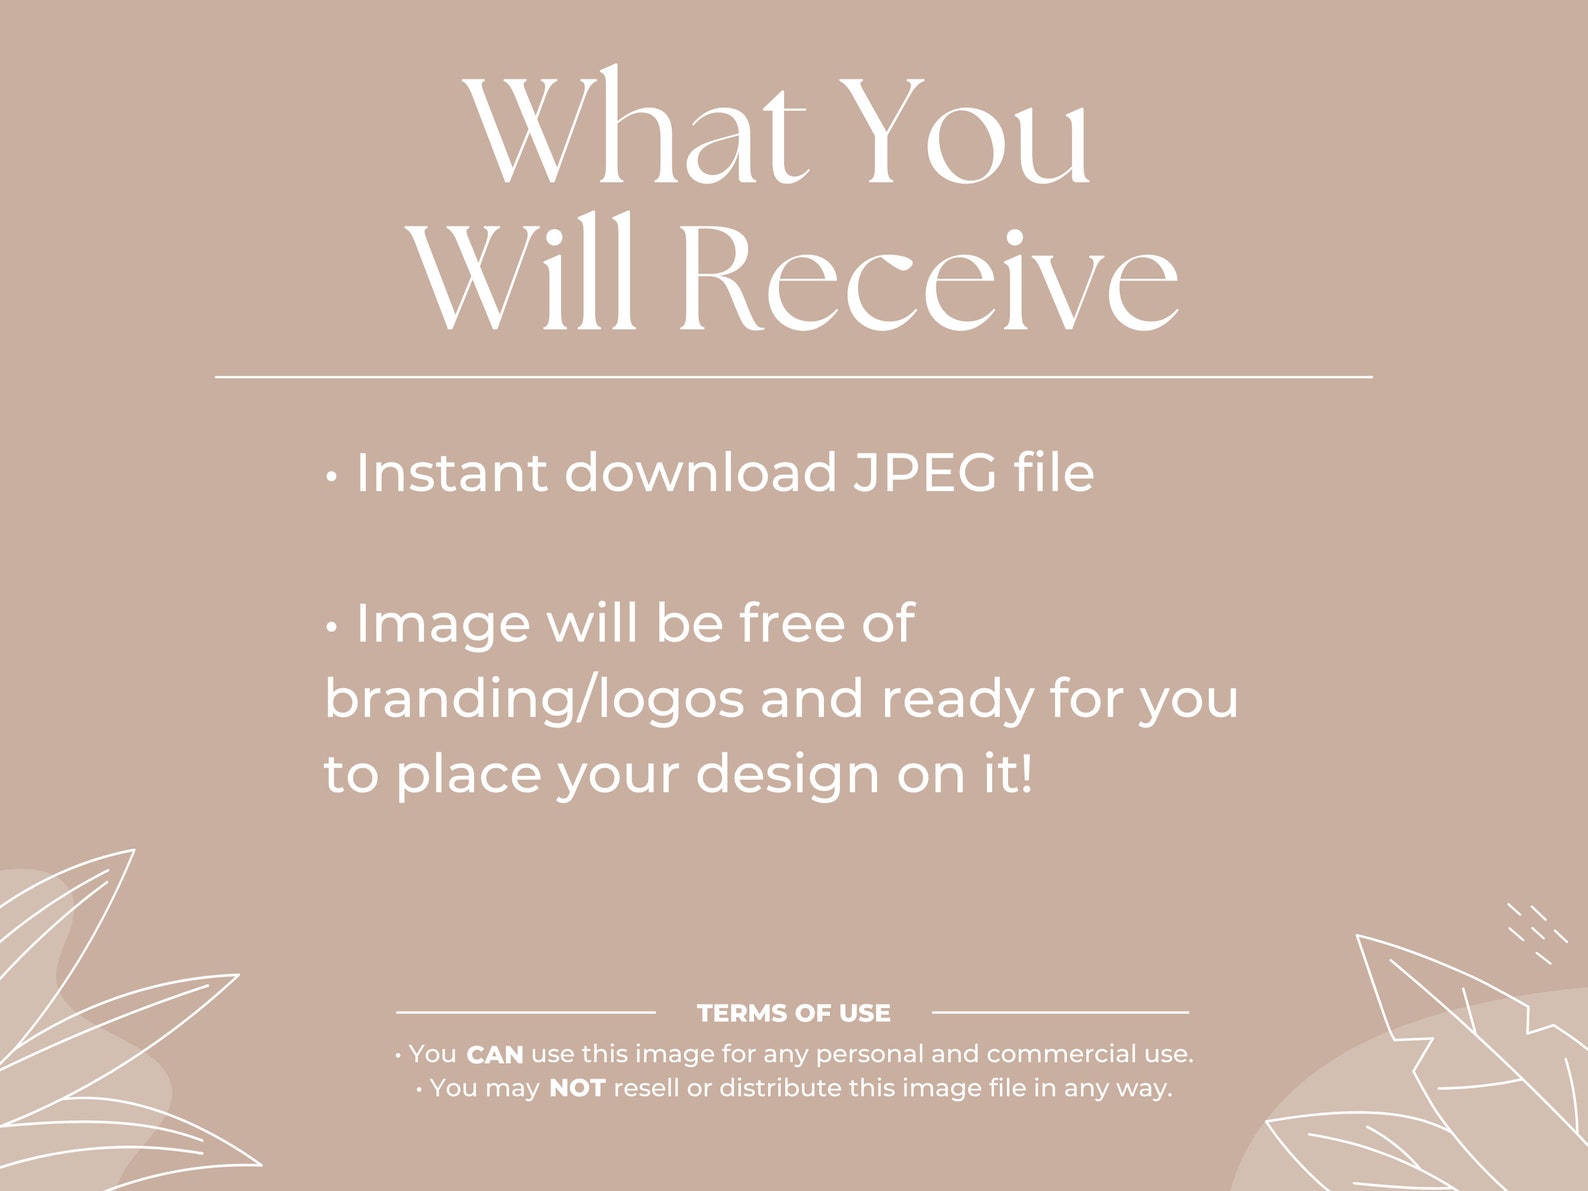 What You
Will Receive
• Instant download JPEG file
• Image will be free of
branding/logos and ready for you
to place your design on it!
TERMS OF USE
• You CAN use this image for any personal and commercial use.
• You may NOT resell or distribute this image file in any way.